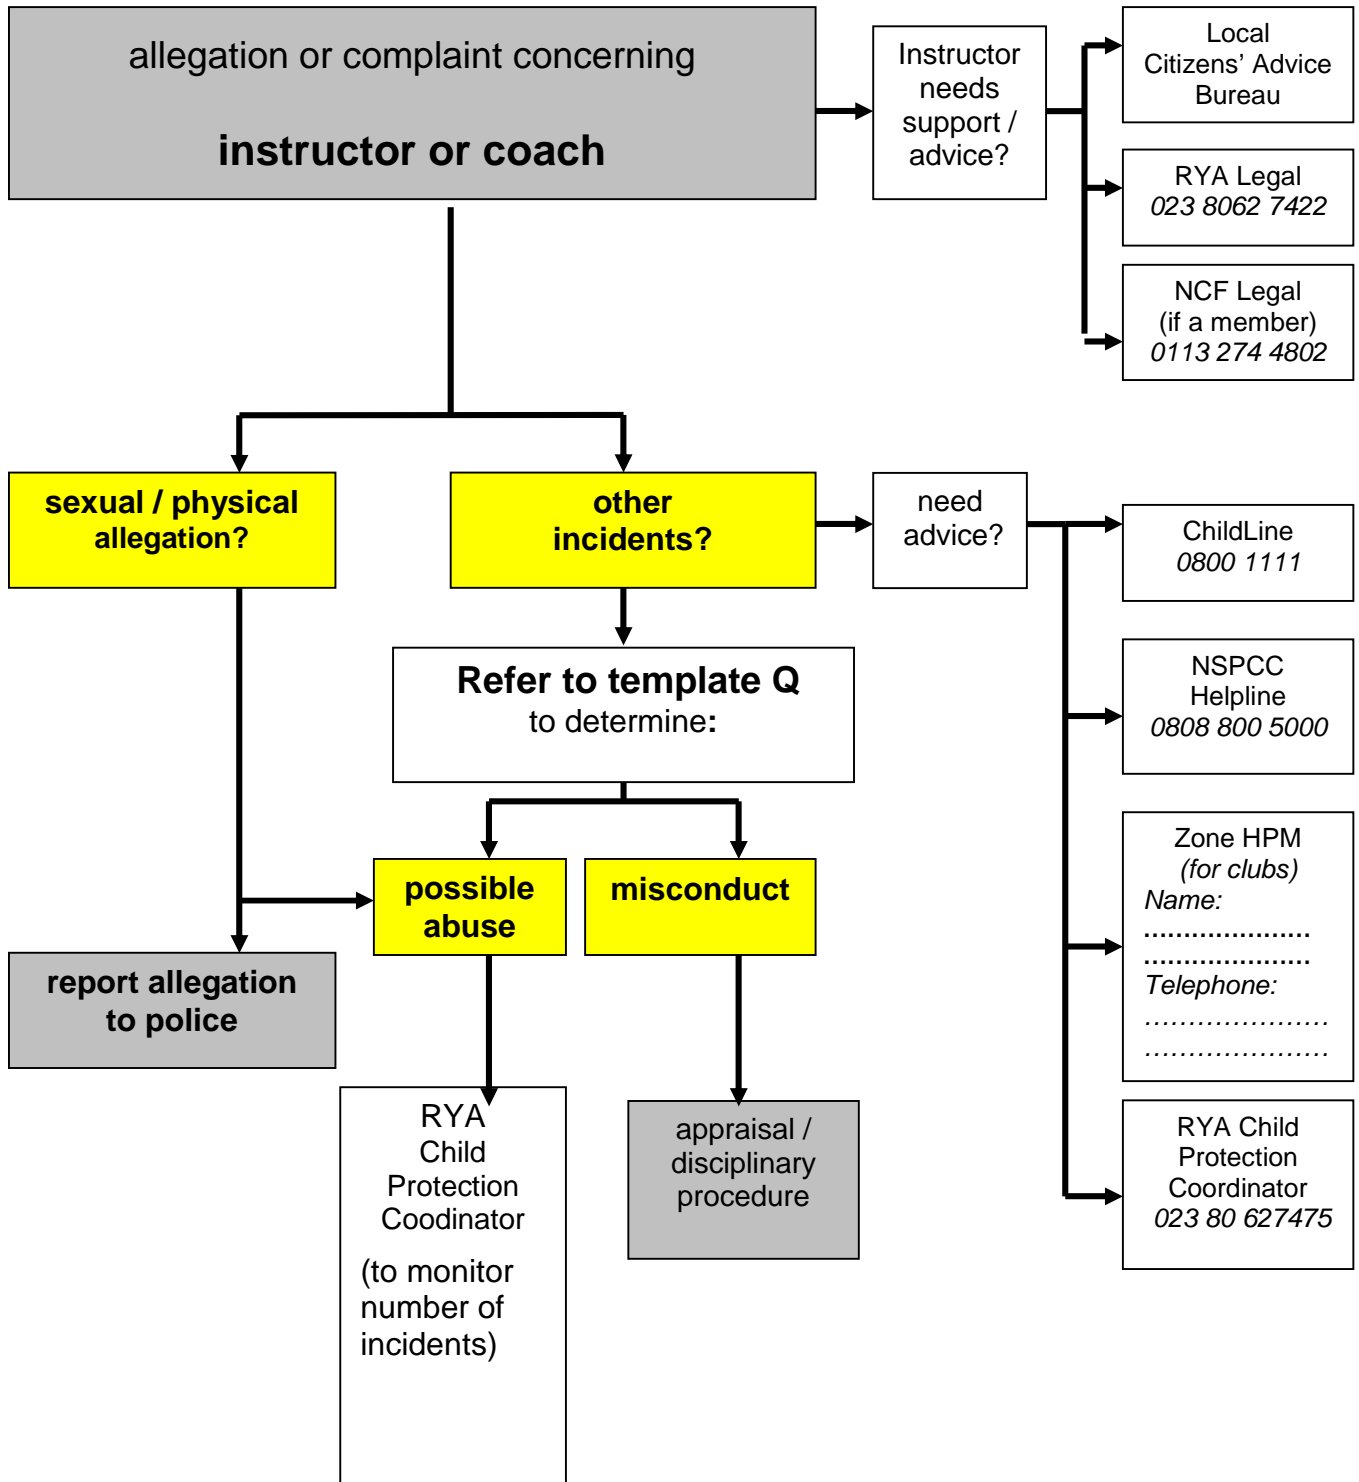 allegation or complaint concerning
instructor or coach
Instructor
needs
support /
advice?
Local
Citizens’ Advice
Bureau
RYA Legal
023 8062 7422
NCF Legal
(if a member)
0113 274 4802
sexual / physical
allegation?
other
incidents?
need
advice?
ChildLine
0800 1111
Refer to template Q
to determine:
NSPCC
Helpline
0808 800 5000
possible
abuse
misconduct
Zone HPM
(for clubs)
Name:
.....................
.....................
Telephone:
.....................
.....................
report allegation
to police
RYA
Child
Protection
Coodinator
(to monitor
number of
incidents)
appraisal /
disciplinary
procedure
RYA Child
Protection
Coordinator
023 80 627475